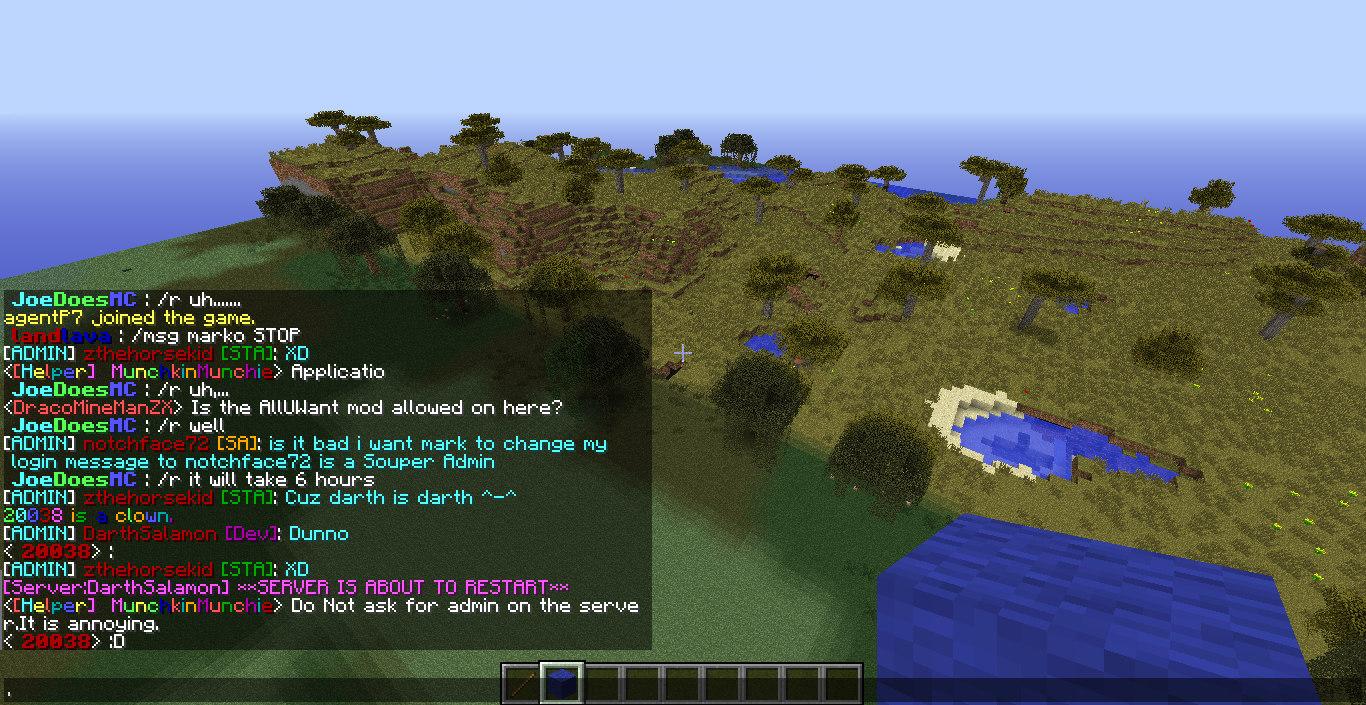 JoeDoesMC : /r uh......
agentP7 joined the game.
landlava : /msg marko STOP
[ADMIN] zthehorsekid [STA]: XD
<[Helper] MunchkinMunchie> Applicatio
JoeDoesMC : /r uh,..
<DracoMineManZX> Is the AllUWant mod allowed on here?
JoeDoesMC : /r well
[ADMIN] notchface72 [SA]: is it bad i want mark to change my
login message to notchface72 is a Souper Admin
JoeDoesMC : /r it will take 6 hours
[ADMIN] zthehorsekid [STA]: Cuz darth is darth ^-^
20038 is a clown.
[ADMIN] DarthSalamon [Dev]: Dunno
< 20038> :
[ADMIN] zthehorsekid [STA]: XD
[Server:DarthSalamon] **SERVER IS ABOUT TO RESTART**
<[Helper] MunchkinMunchie> Do Not ask for admin on the serve
r.It is annoying.
< 20038> :D